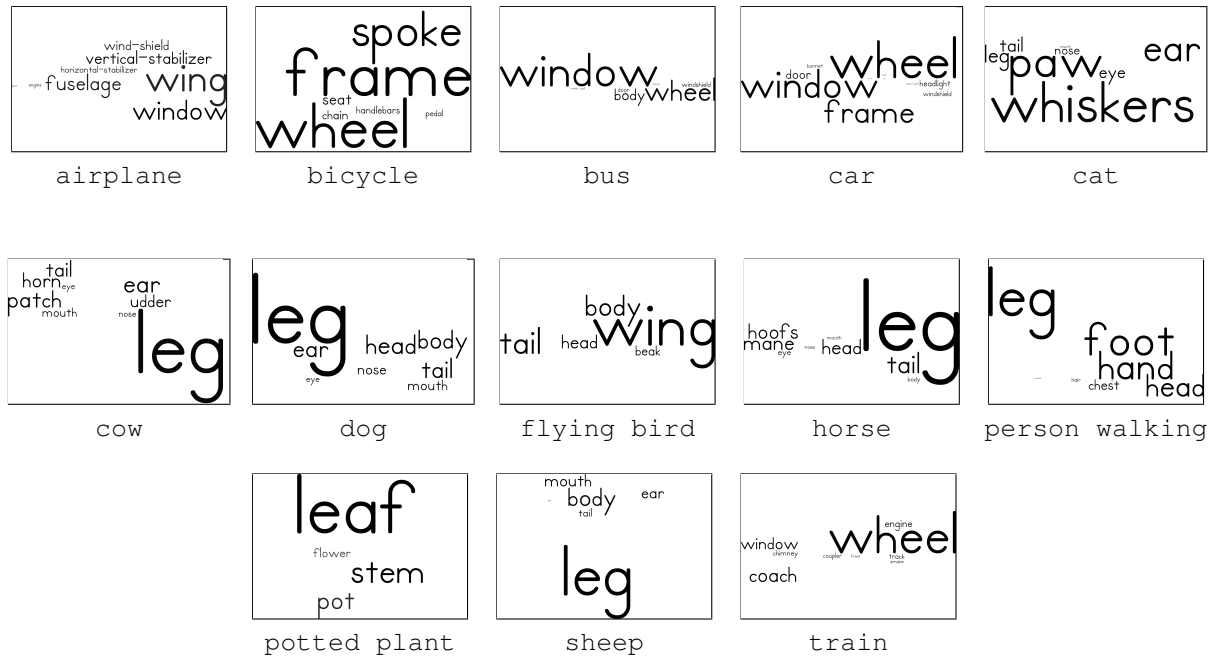 wind-shield
vertical-stabilizer
horizontal-stabilizer
engine fuselage wing
window
airplane
spoke
frame
seat
chain handlebars pedal
wheel
bicycle
window
door windshield
body wheel
bus
bonnet wheel
door
window headlight
windshield
frame
car
tail ear
leg nose
paw eye
whiskers
cat
tail
horn eye ear
patch udder
mouth nose
leg
cow
leg
ear head body
nose tail
eye mouth
dog
body
tail head wing
beak
flying bird
leg
hoofs mouth
mane nose head
eye tail
body
horse
leg
foot
hand
hair chest head
person walking
leaf
flower
stem
pot
potted plant
mouth
body ear
tail
leg
sheep
engine
window wheel
chimney coupler front track
smoke
coach
train